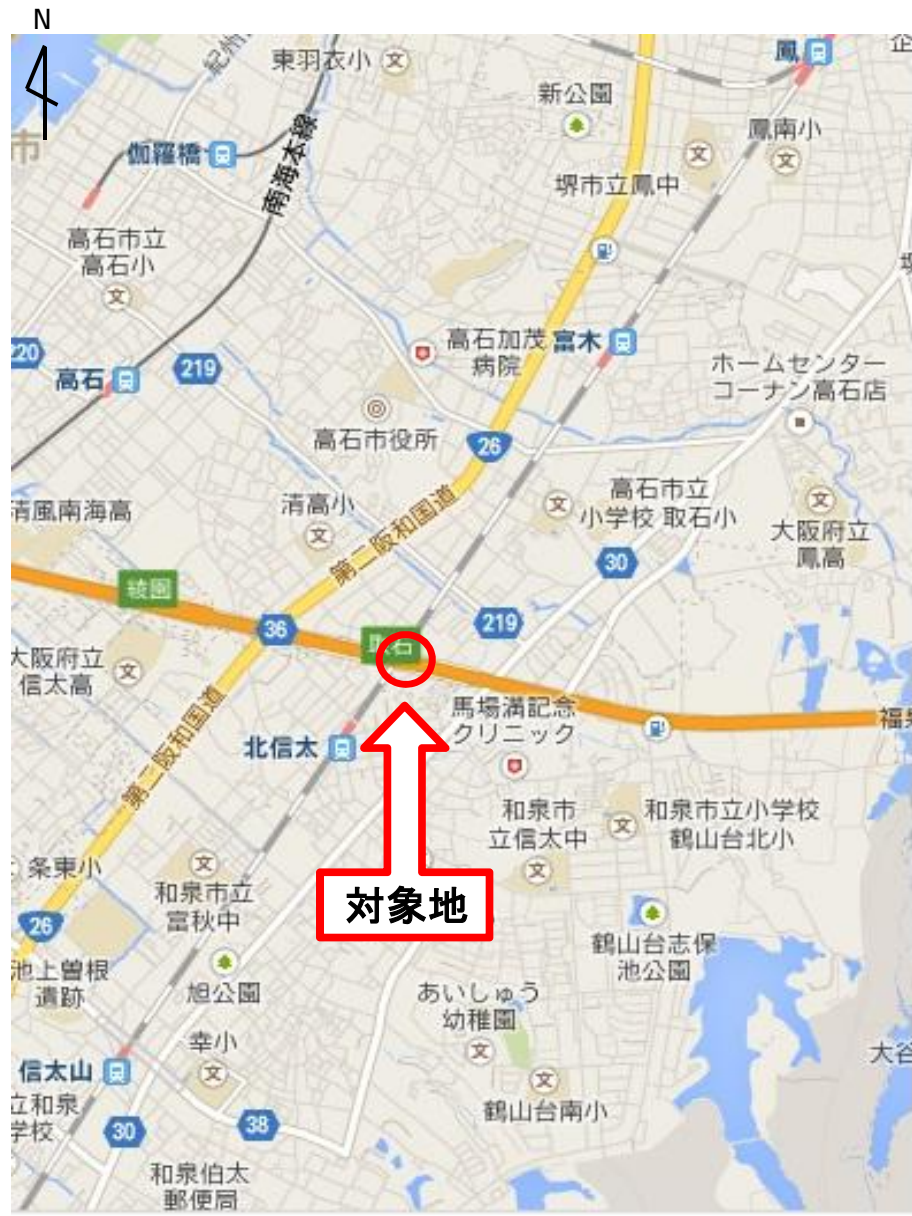 N
紀州
東羽衣小
鳳
企
新公園
鳳南小
市
伽羅橋
南海本線
堺市立鳳中
高石市立
高石小
堺
220
高石
219
高石加茂
病院
富木
ホームセンター
コーナン高石店
高石市役所
26
清風南海高
清高小
第二阪和国道
高石市立
小学校 取石小
大阪府立
鳳高
30
綾園
36
取石
219
大阪府立
信太高
馬場満記念
クリニック
福泉
北信太
第二阪和国道
和泉市
立信太中
和泉市立小学校
鶴山台北小
条東小
和泉市立
富秋中
対象地
26
鶴山台志保
池公園
池上曽根
遺跡
旭公園
あいしゅう
幼稚園
幸小
大谷
信太山
立和泉
学校
30
38
鶴山台南小
和泉伯太
郵便局